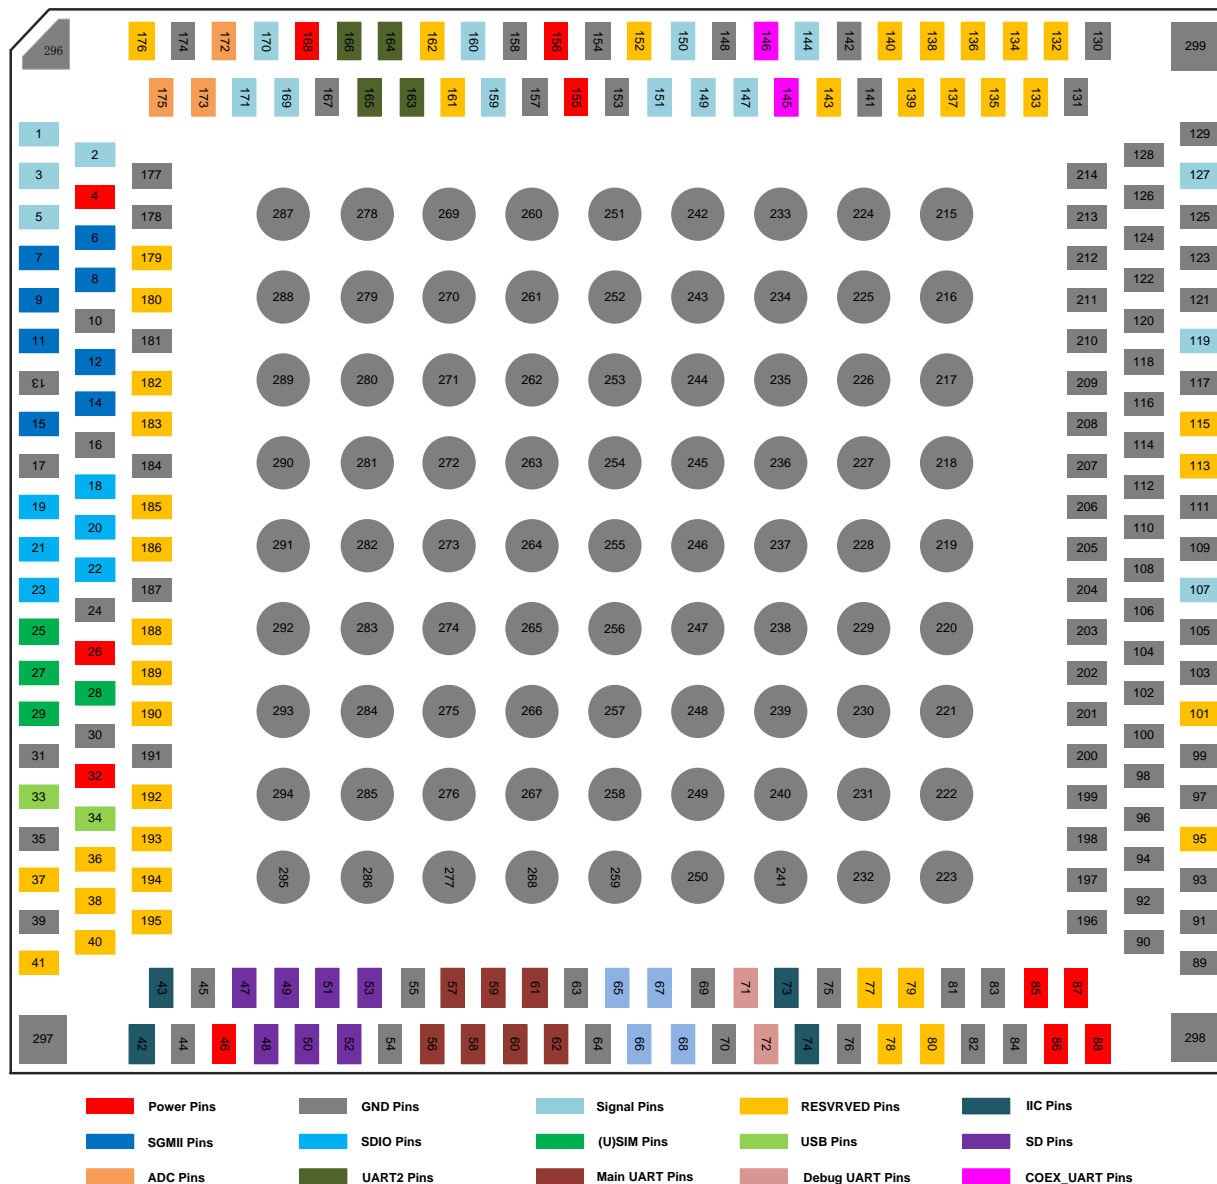 296 176 174 172 170 168 166 164 162 160 158 156 154 152 150 148 146 144 142 140 138 136 134 132 130 299
175 173 171 169 167 165 163 161 159 157 155 153 151 149 147 145 143 141 139 137 135 133 131
1 129
2 128
3 177 214 127
4 126
5 178 287 278 269 260 251 242 233 224 215 213 125
6 124
7 179 212 123
8 122
9 180 288 279 270 261 252 243 234 225 216 211 121
10 120
11 181 210 119
12 118
13 182 289 280 271 262 253 244 235 226 217 209 117
14 116
15 183 208 115
16 114
17 184 290 281 272 263 254 245 236 227 218 207 113
18 112
19 185 206 111
20 110
21 186 291 282 273 264 255 246 237 228 219 205 109
22 108
23 187 204 107
24 106
25 188 292 283 274 265 256 247 238 229 220 203 105
26 104
27 189 202 103
28 102
29 190 293 284 275 266 257 248 239 230 221 201 101
30 100
31 191 200 99
32 98
33 192 294 285 276 267 258 249 240 231 222 199 97
34 96
35 193 198 95
36 94
37 194 295 286 277 268 259 250 241 232 223 197 93
38 92
39 195 196 91
40 90
41 89
43 45 47 49 51 53 55 57 59 61 63 65 67 69 71 73 75 77 79 81 83 85 87
297 42 44 46 48 50 52 54 56 58 60 62 64 66 68 70 72 74 76 78 80 82 84 86 88 298
Power Pins GND Pins Signal Pins RESVRVED Pins IIC Pins
SGMII Pins SDIO Pins (U)SIM Pins USB Pins SD Pins
ADC Pins UART2 Pins Main UART Pins Debug UART Pins COEX_UART Pins